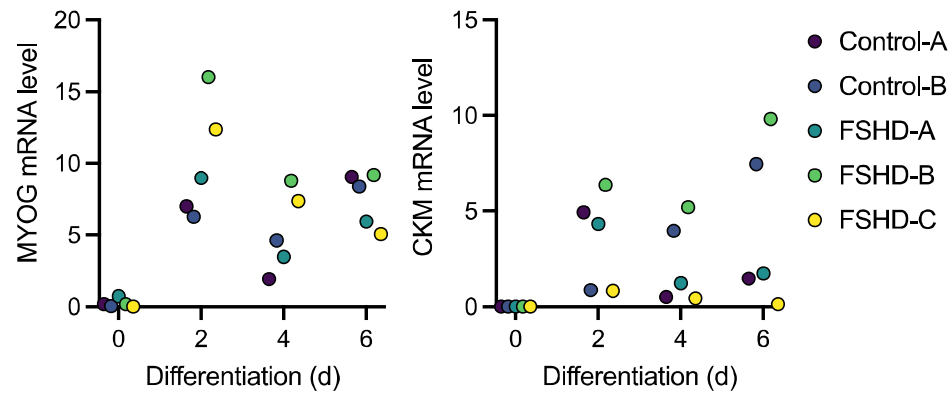 MYOG mRNA level
20
15
10
5
0
0 2 4 6
Differentiation (d)
CKM mRNA level
15
10
5
0
0 2 4 6
Differentiation (d)
Control-A
Control-B
FSHD-A
FSHD-B
FSHD-C